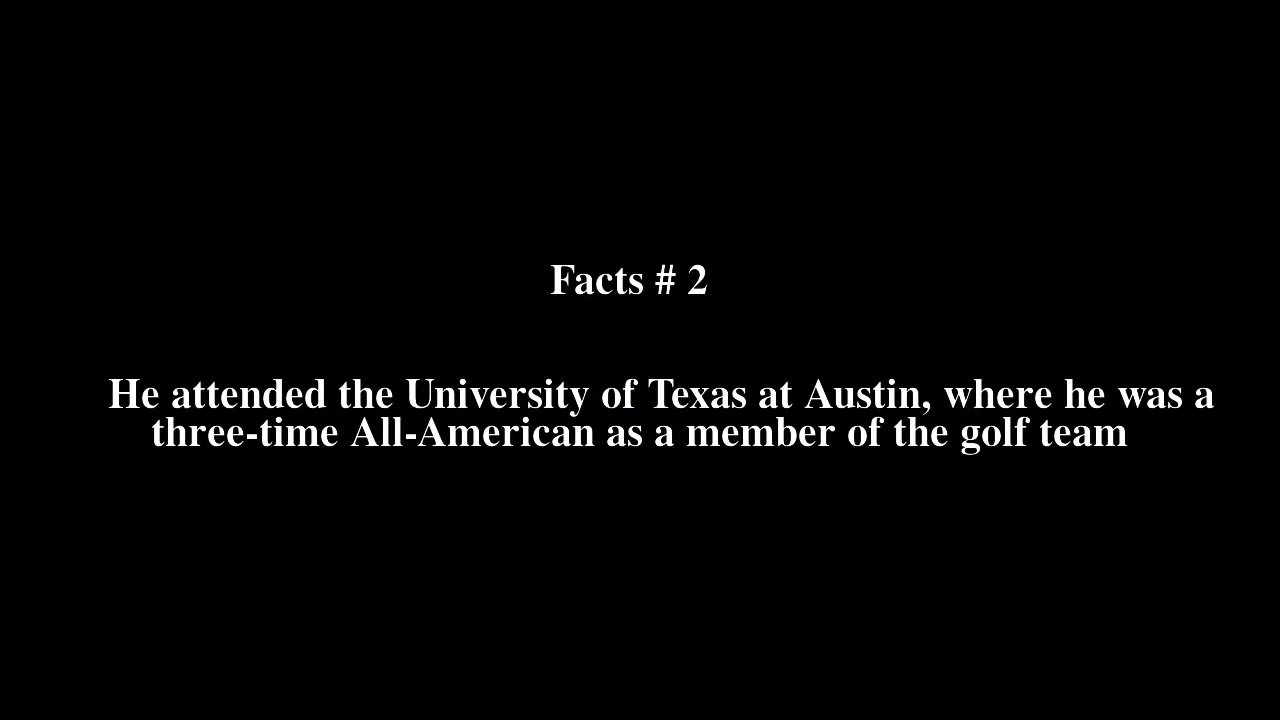 Facts # 2
He attended the University of Texas at Austin, where he was a
three-time All-American as a member of the golf team